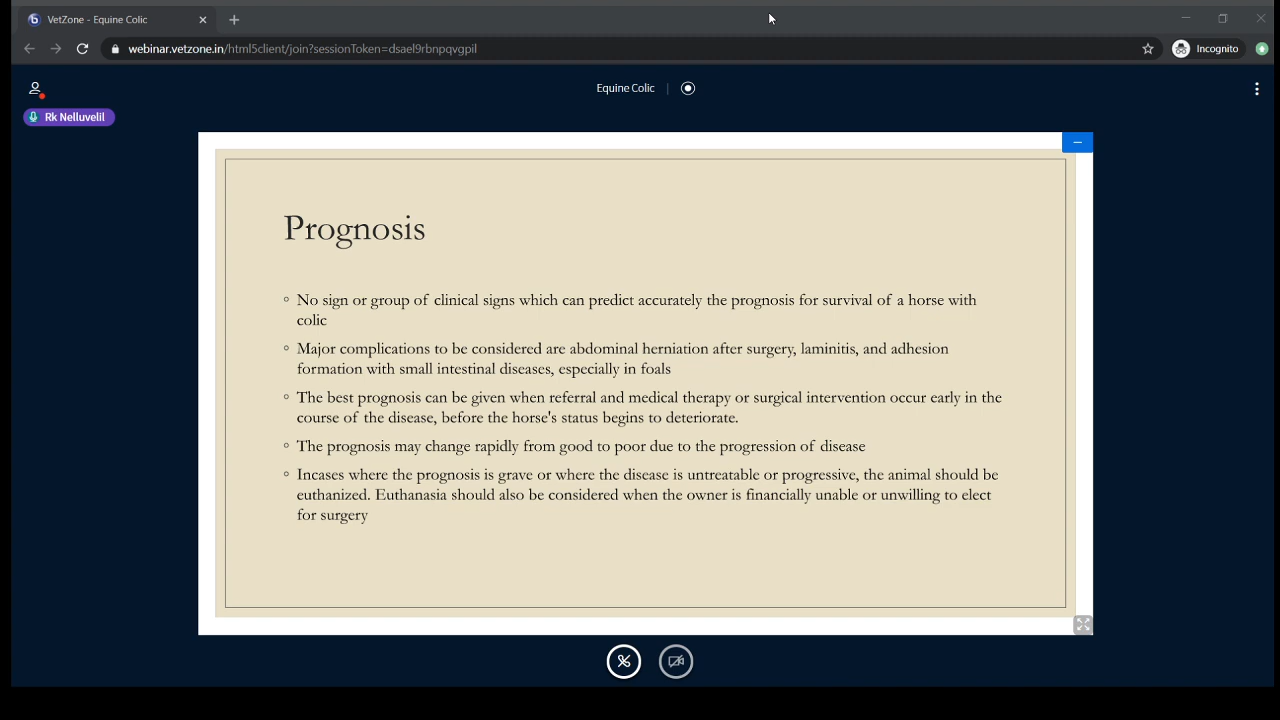 VetZone - Equine Colic
webinar.vetzone.in/html5client/join?sessionToken=dsael9rbnpqvgpil
Incognito
Equine Colic
Rk Nelluvelil
Prognosis
No sign or group of clinical signs which can predict accurately the prognosis for survival of a horse with
colic
Major complications to be considered are abdominal herniation after surgery, laminitis, and adhesion
formation with small intestinal diseases, especially in foals
The best prognosis can be given when referral and medical therapy or surgical intervention occur early in the
course of the disease, before the horse's status begins to deteriorate.
The prognosis may change rapidly from good to poor due to the progression of disease
Incases where the prognosis is grave or where the disease is untreatable or progressive, the animal should be
euthanized. Euthanasia should also be considered when the owner is financially unable or unwilling to elect
for surgery